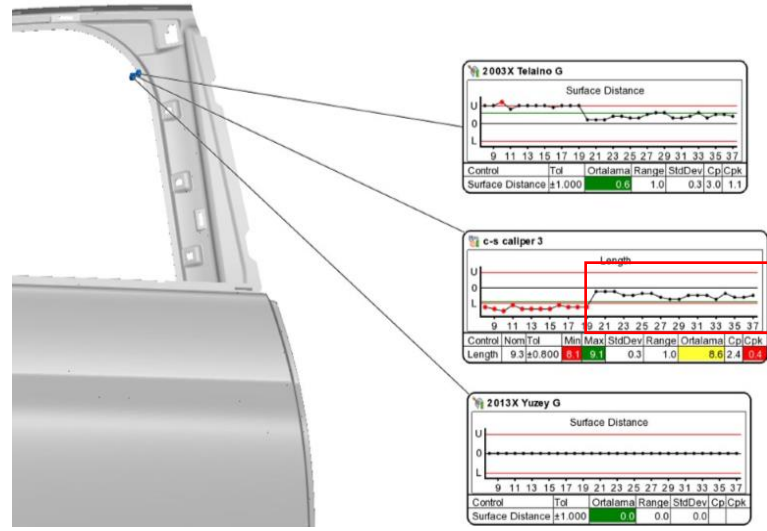 2003X Telaino G
Surface Distance
U
0
L
9 11 13 15 17 19 21 23 25 27 29 31 33 35 37
Control Tol Ortalama Range StdDev Cp Cpk
Surface Distance ±1.000 0.6 1.0 0.3 3.0 1.1
c-s caliper 3
Length
U
0
L
9 11 13 15 17 19 21 23 25 27 29 31 33 35 37
Control Nom Tol Min Max StdDev Range Ortalama Cp Cpk
Length 9.3 ±0.800 8.1 9.1 0.3 1.0 8.6 2.4 0.4
2013X Yuzey G
Surface Distance
U
0
L
9 11 13 15 17 19 21 23 25 27 29 31 33 35 37
Control Tol Ortalama Range StdDev Cp Cpk
Surface Distance ±1.000 0.0 0.0 0.0